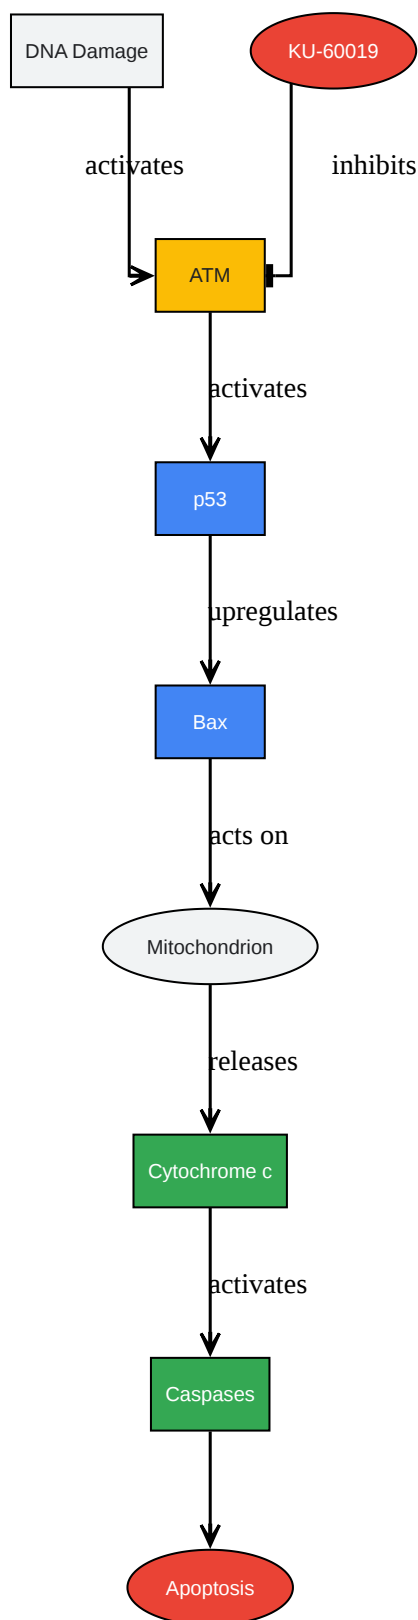 DNA Damage
KU-60019
activates
inhibits
ATM
activates
p53
upregulates
Bax
acts on
Mitochondrion
releases
Cytochrome c
activates
Caspases
Apoptosis